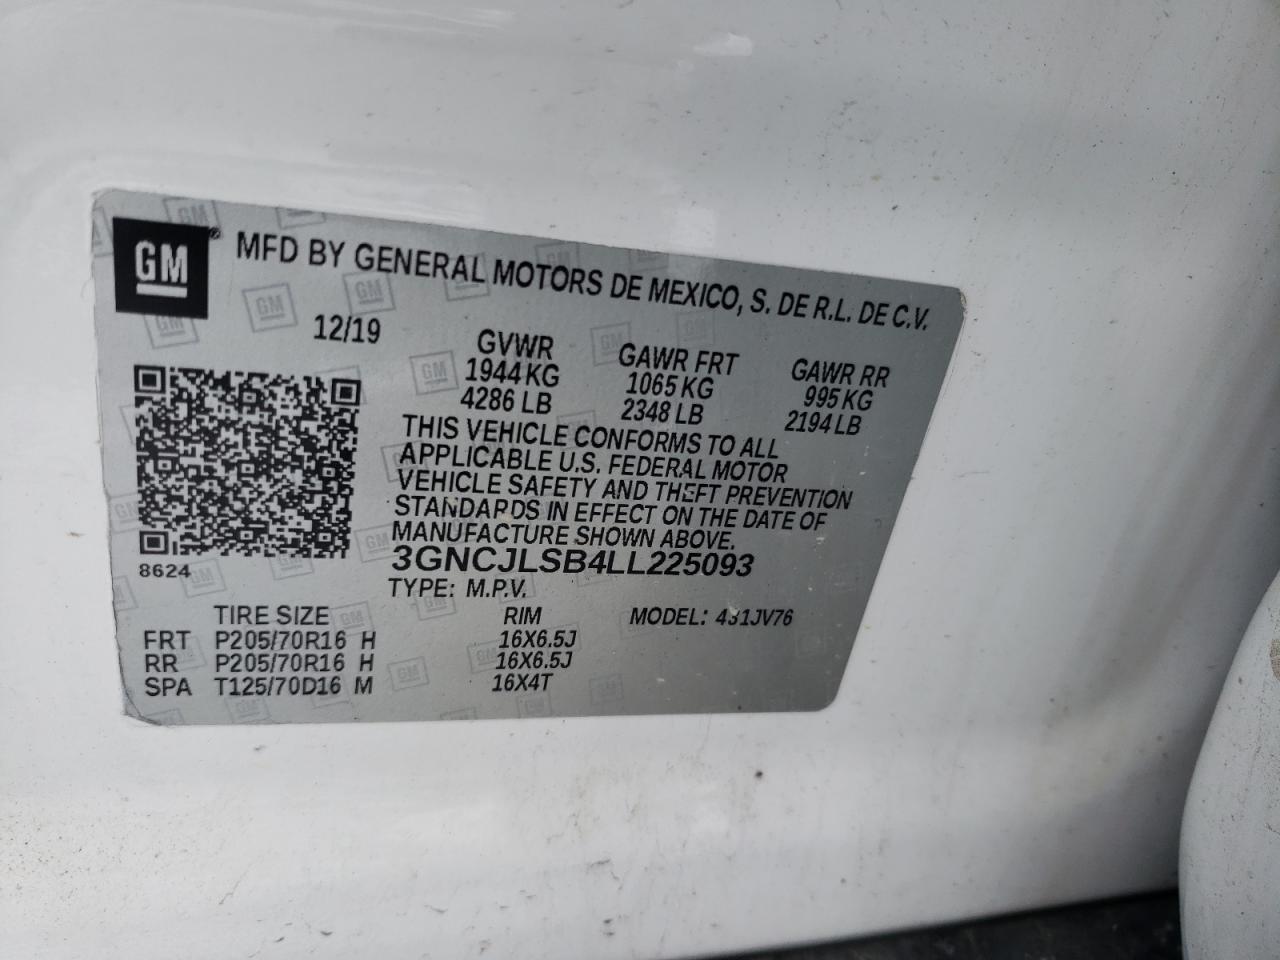 GM
MFD BY GENERAL MOTORS DE MEXICO, S. DE R.L. DE C.V.
12/19
GVWR GAWR FRT GAWR RR
1944 KG 1065 KG 995 KG
4286 LB 2348 LB 2194 LB
THIS VEHICLE CONFORMS TO ALL
APPLICABLE U.S. FEDERAL MOTOR
VEHICLE SAFETY AND THEFT PREVENTION
STANDARDS IN EFFECT ON THE DATE OF
MANUFACTURE SHOWN ABOVE.
8624 3GNCJLSB4LL225093
TYPE: M.P.V.
TIRE SIZE RIM MODEL:
FRT P205/70R16 H 16X6.5J
RR P205/70R16 H 16X6.5J
SPA T125/70D16 M 16X4T